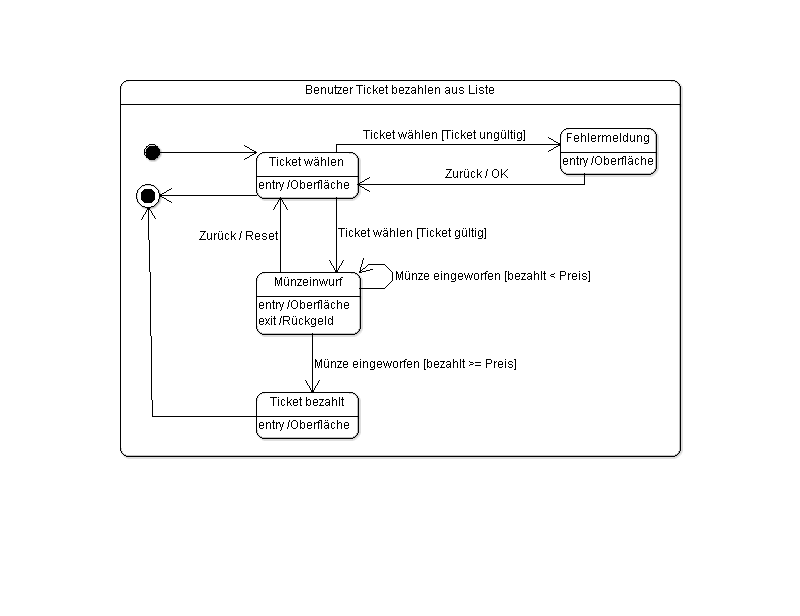 Benutzer Ticket bezahlen aus Liste
Ticket wählen [Ticket ungültig]
Fehlermeldung
entry /Oberfläche
Ticket wählen
entry /Oberfläche
Zurück / OK
Zurück / Reset
Ticket wählen [Ticket gültig]
Münzeinwurf
entry /Oberfläche
exit /Rückgeld
Münze eingeworfen [bezahlt < Preis]
Münze eingeworfen [bezahlt >= Preis]
Ticket bezahlt
entry /Oberfläche